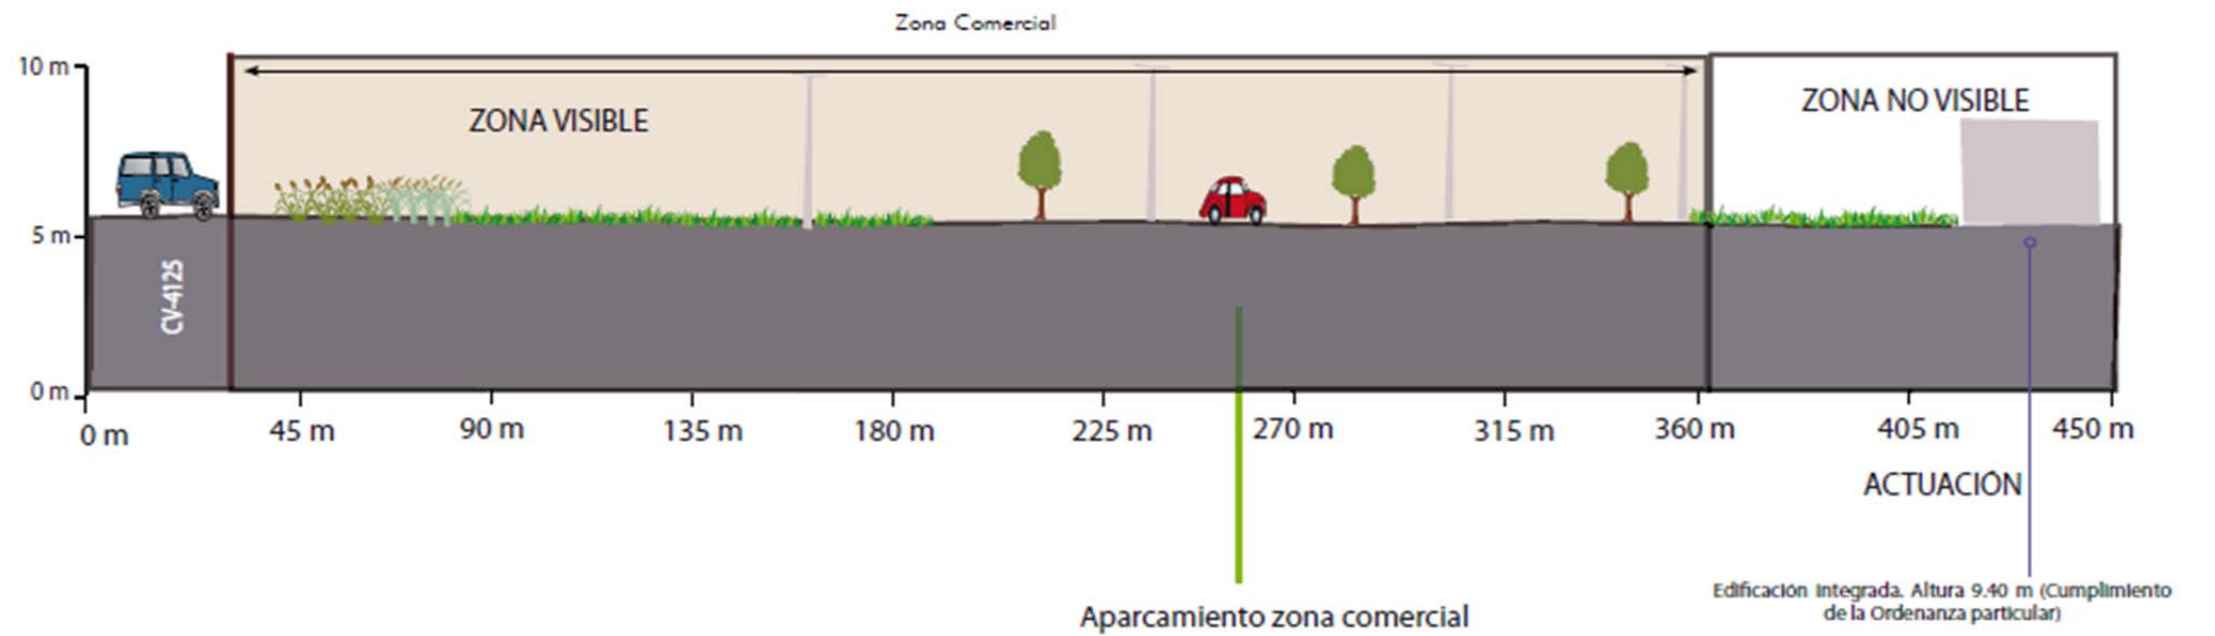 Zona Comercial
10 m
ZONA VISIBLE
ZONA NO VISIBLE
5 m
CV-4125
0 m
0 m
45 m
90 m
135 m
180 m
225 m
270 m
315 m
360 m
405 m
450 m
ACTUACIÓN
Aparcamiento zona comercial
Edificación integrada. Altura 9.40 m (Cumplimiento
de la Ordenanza particular)